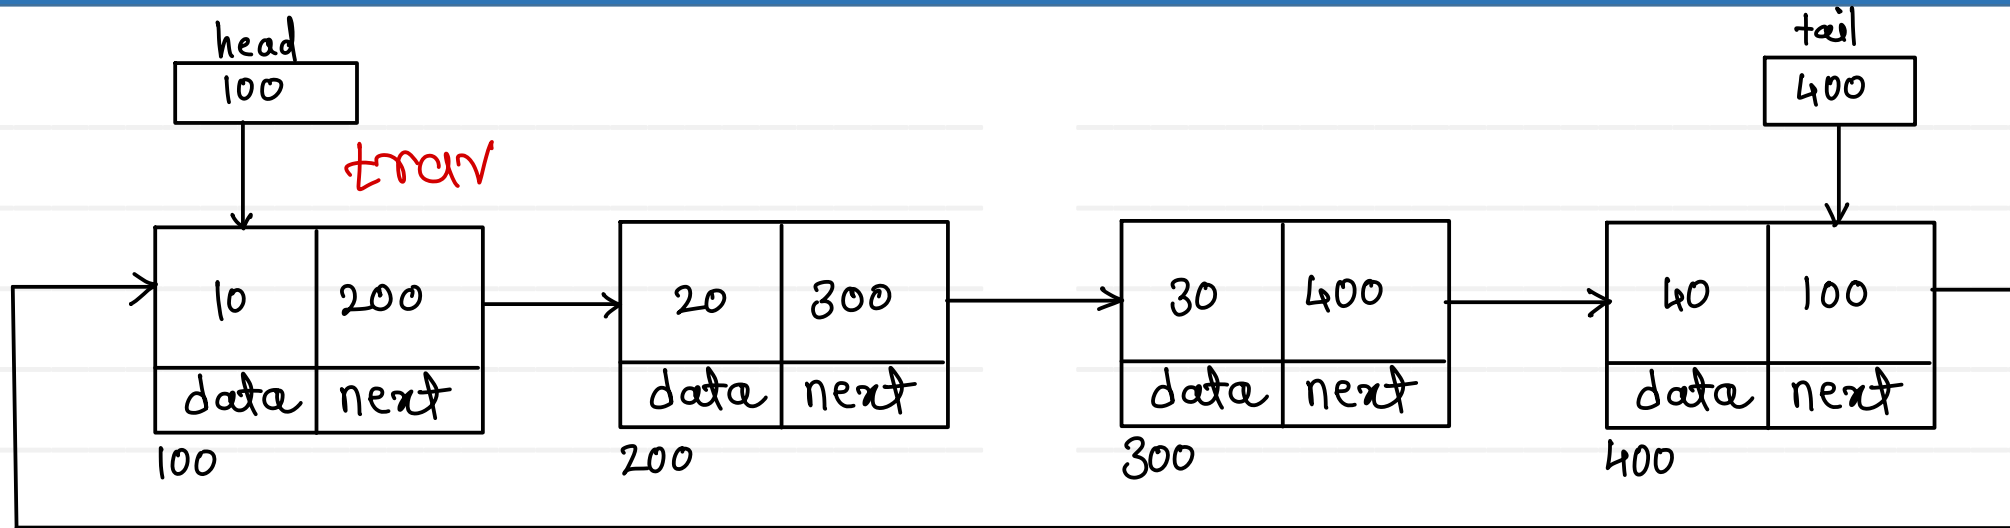 head tail
100 400
trav
10 200 20 300 30 400 40 100
data next data next data next data next
100 200 300 400